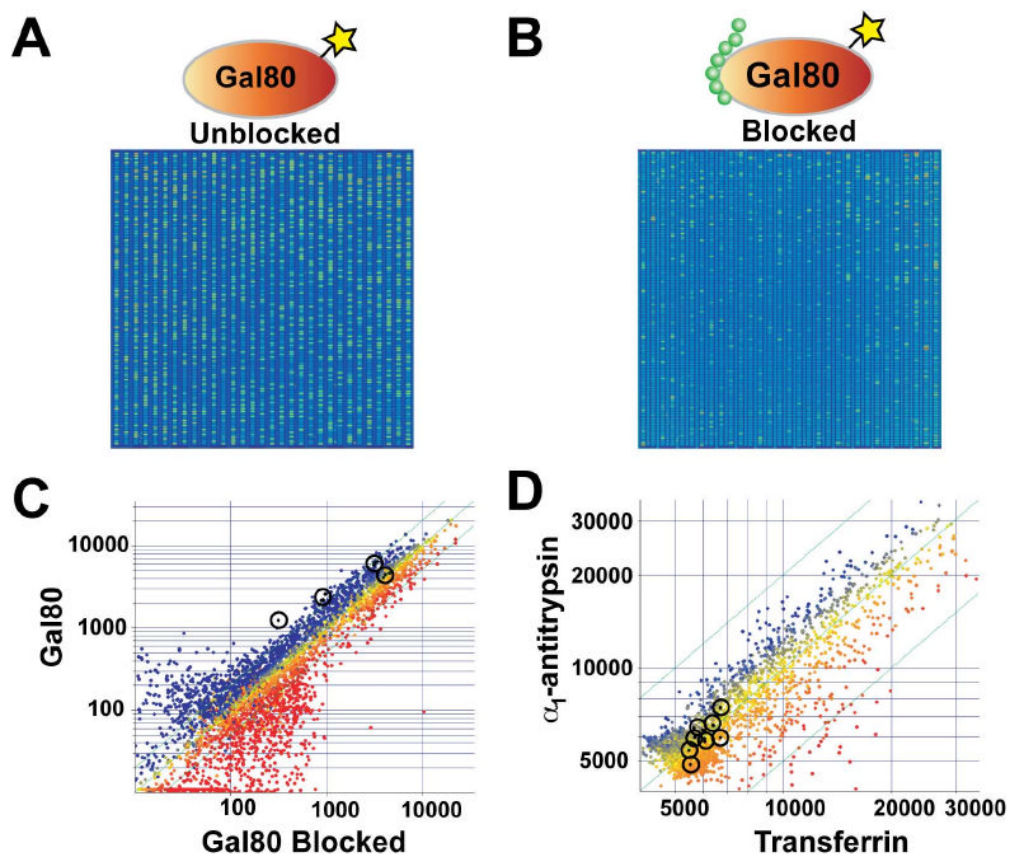 A
Gal80
Unblocked
B
Gal80
Blocked
C
10000
1000
100
Gal80
100 1000 10000
Gal80 Blocked
D
30000
20000
10000
5000
α1-antitrypsin
5000 10000 20000 30000
Transferrin